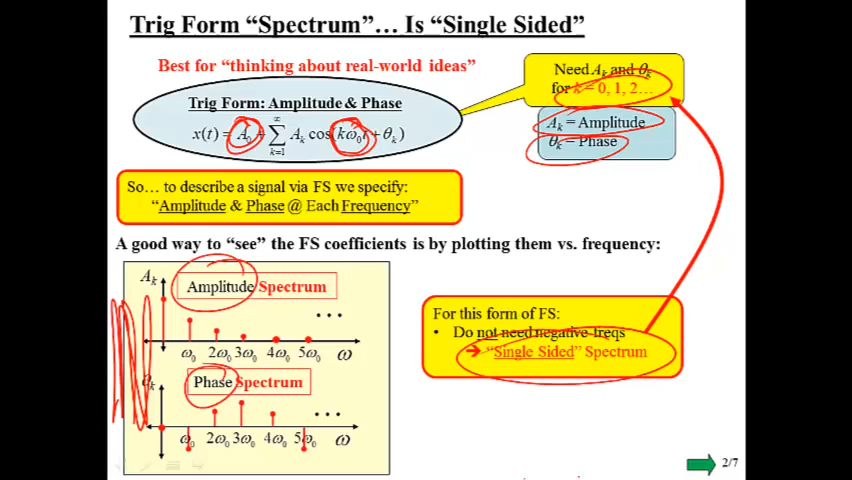 Trig Form “Spectrum”… Is “Single Sided”
Best for “thinking about real-world ideas”
Trig Form: Amplitude & Phase
x(t) = A₀ + ∑_{k=1}^{∞} Aₖ cos(kω₀t + θₖ)
Need Aₖ and θₖ
for k = 0, 1, 2…
Aₖ = Amplitude
θₖ = Phase
So… to describe a signal via FS we specify:
“Amplitude & Phase @ Each Frequency”
A good way to “see” the FS coefficients is by plotting them vs. frequency:
Aₖ
Amplitude Spectrum
…
ω₀ 2ω₀ 3ω₀ 4ω₀ 5ω₀ ω
θₖ
Phase Spectrum
…
ω₀ 2ω₀ 3ω₀ 4ω₀ 5ω₀ ω
For this form of FS:
• Do not need negative freqs
➔ “Single Sided” Spectrum
2/7